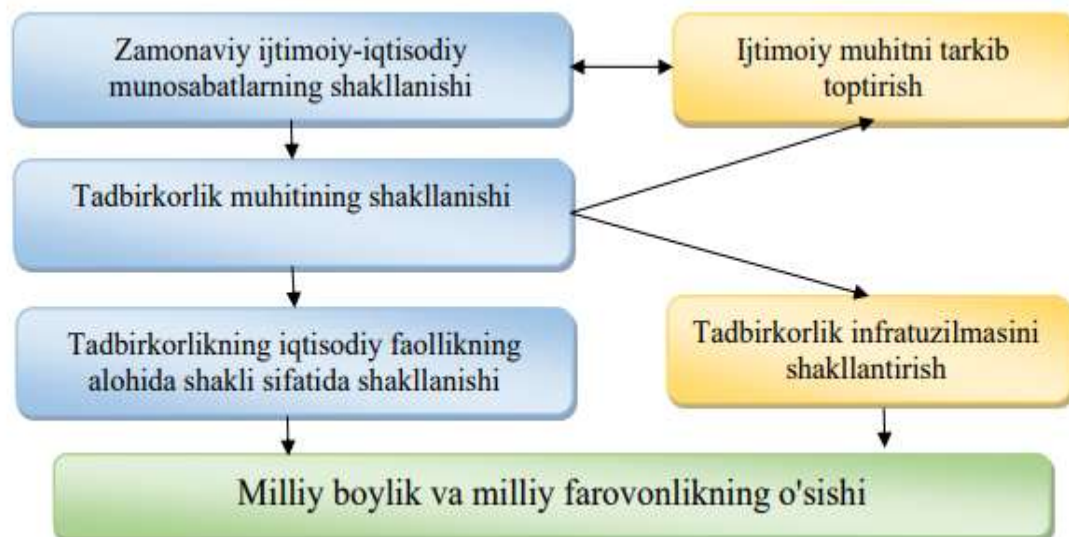 Zamonaviy ijtimoiy-iqtisodiy
munosabatlarning shakllanishi
Ijtimoiy muhitni tarkib
toptirish
Tadbirkorlik muhitining shakllanishi
Tadbirkorlikning iqtisodiy faollikning
alohida shakli sifatida shakllanishi
Tadbirkorlik infratuzilmasini
shakllantirish
Milliy boylik va milliy farovonlikning o'sishi